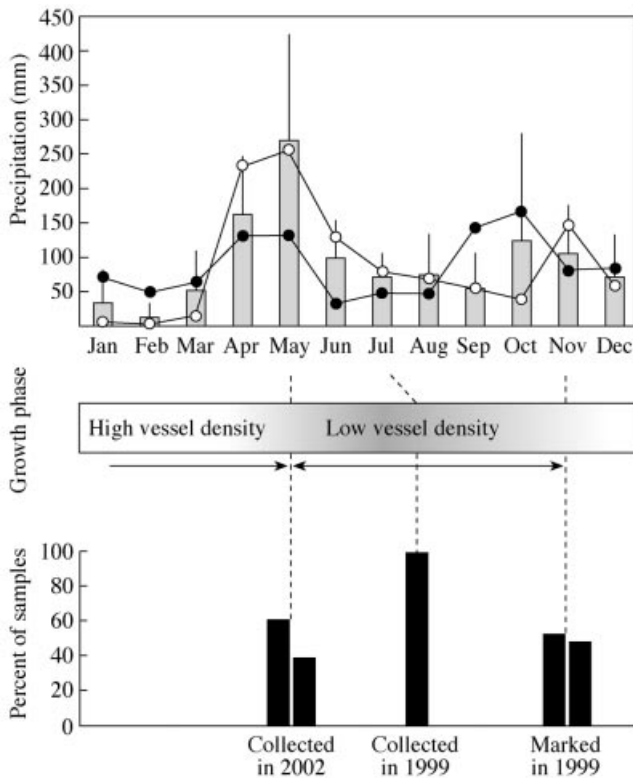 Precipitation (mm)
450
400
350
300
250
200
150
100
50
Jan Feb Mar Apr May Jun Jul Aug Sep Oct Nov Dec
Growth phase
High vessel density Low vessel density
Percent of samples
100
80
60
40
20
0
Collected Collected Marked
in 2002 in 1999 in 1999